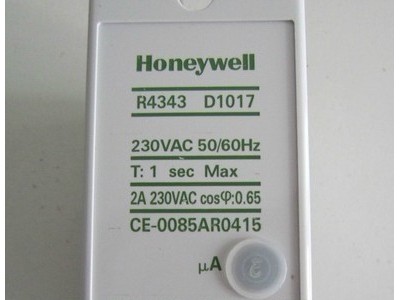 Honeywell
R4343 D1017
230VAC 50/60Hz
T: 1 sec Max
2A 230VAC cosφ:0.65
CE-0085AR0415
μA